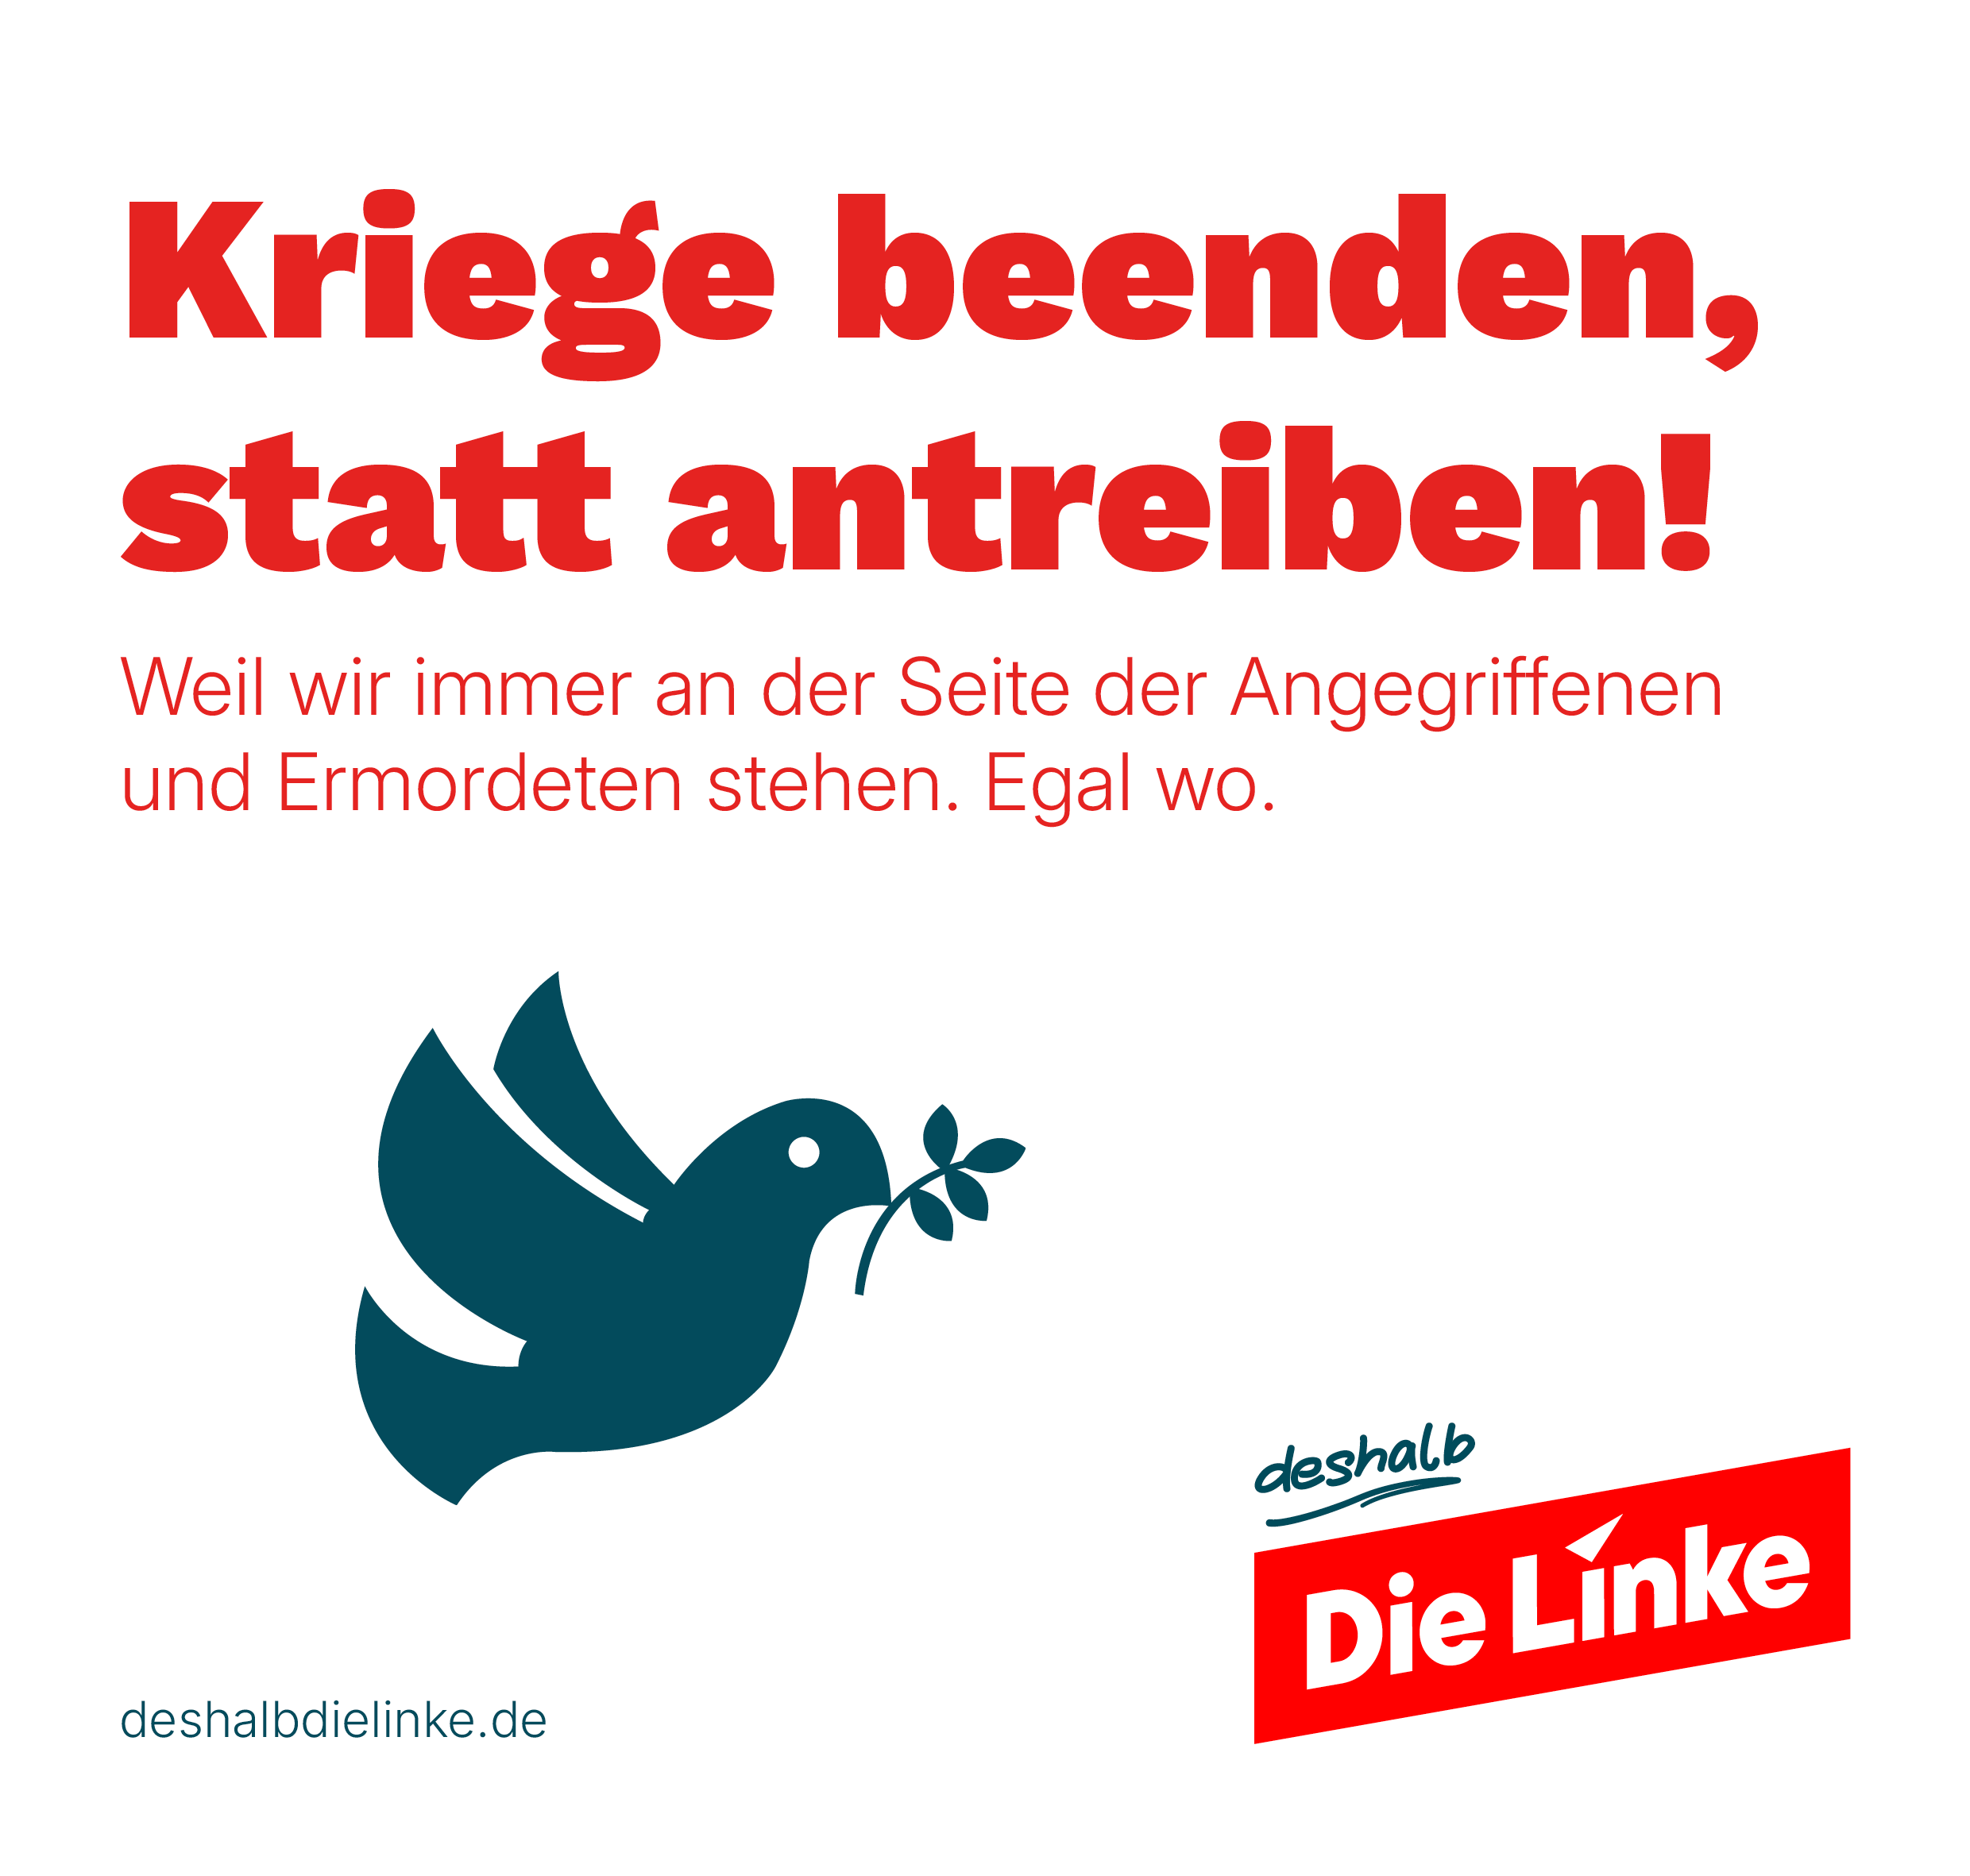 Kriege beenden,
statt antreiben!
Weil wir immer an der Seite der Angegriffenen
und Ermordeten stehen. Egal wo.
deshalb
Die Linke
deshalbdielinke.de